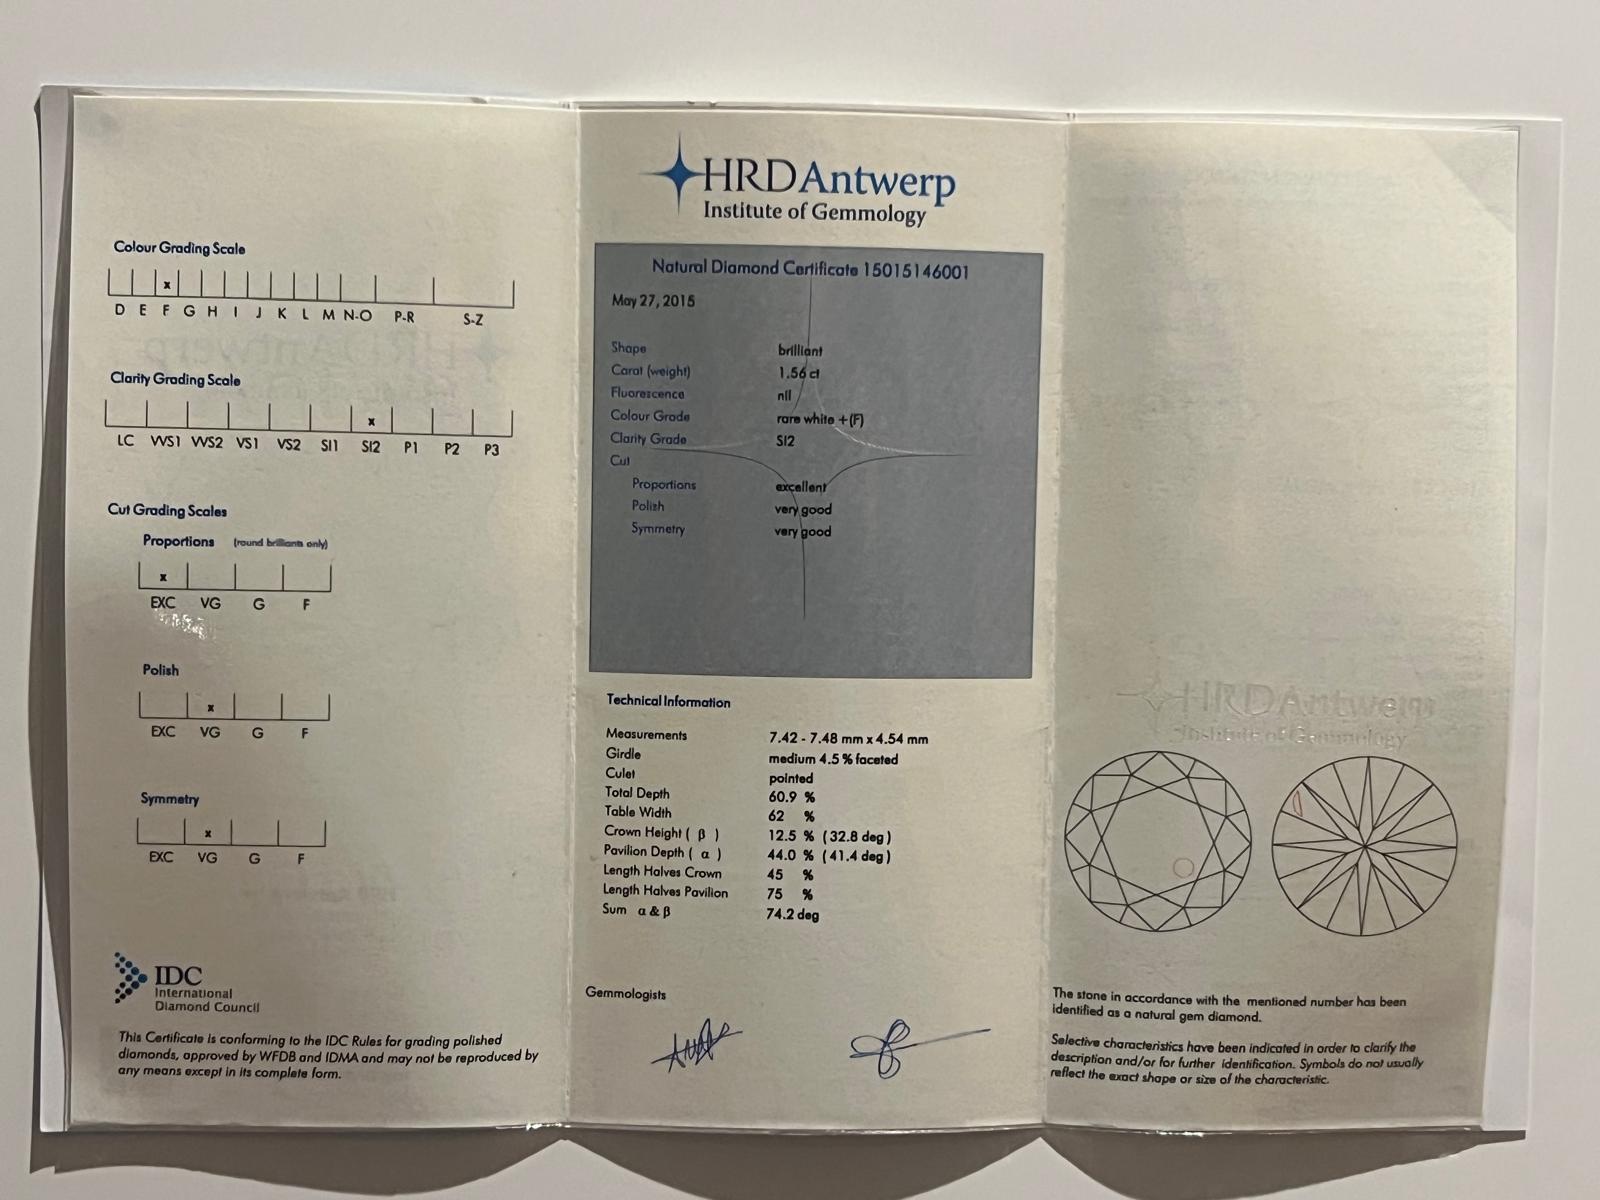 Colour Grading Scale
x
D E F G H I J K L M N-O P-R S-Z
Clarity Grading Scale
x
LC VVS1 VVS2 VS1 VS2 SI1 SI2 P1 P2 P3
Cut Grading Scales
Proportions (round brilliants only)
x
EXC VG G F
Polish
x
EXC VG G F
Symmetry
x
EXC VG G F
IDC
International
Diamond Council
This Certificate is conforming to the IDC Rules for grading polished
diamonds, approved by WFDB and IDMA and may not be reproduced by
any means except in its complete form.
HRDAntwerp
Institute of Gemmology
Natural Diamond Certificate 15015146001
May 27, 2015
Shape brilliant
Carat (weight) 1.56 ct
Fluorescence nil
Colour Grade rare white +(F)
Clarity Grade SI2
Cut
Proportions excellent
Polish very good
Symmetry very good
Technical Information
Measurements 7.42 - 7.48 mm x 4.54 mm
Girdle medium 4.5 % faceted
Culet pointed
Total Depth 60.9 %
Table Width 62 %
Crown Height ( β ) 12.5 % ( 32.8 deg )
Pavilion Depth ( α ) 44.0 % ( 41.4 deg )
Length Halves Crown 45 %
Length Halves Pavilion 75 %
Sum α & β 74.2 deg
Gemmologists
HRDAntwerp
Institute of Gemmology
The stone in accordance with the mentioned number has been
identified as a natural gem diamond.
Selective characteristics have been indicated in order to clarify the
description and/or for further identification. Symbols do not usually
reflect the exact shape or size of the characteristic.